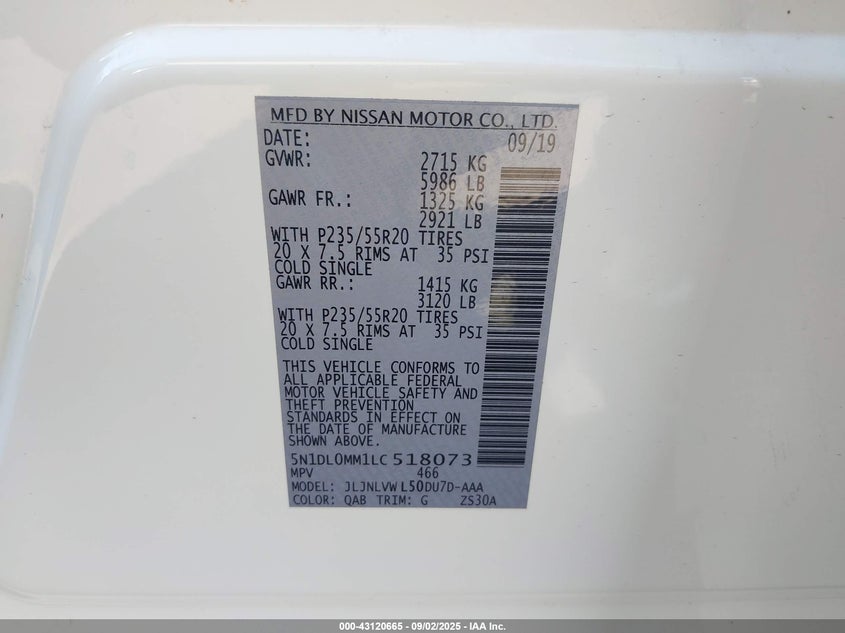 MFD BY NISSAN MOTOR CO., LTD.
DATE: 09/19
GVWR: 2715 KG
5986 LB
GAWR FR.: 1325 KG
2921 LB
WITH P235/55R20 TIRES
20 X 7.5 RIMS AT 35 PSI
COLD SINGLE
GAWR RR.: 1415 KG
3120 LB
WITH P235/55R20 TIRES
20 X 7.5 RIMS AT 35 PSI
COLD SINGLE
THIS VEHICLE CONFORMS TO
ALL APPLICABLE FEDERAL
MOTOR VEHICLE SAFETY AND
THEFT PREVENTION
STANDARDS IN EFFECT ON
THE DATE OF MANUFACTURE
SHOWN ABOVE.
5N1DL0MM1LC518073
MPV 466
MODEL: JLJNLVWL50DU7D-AAA
COLOR: QAB TRIM: G ZS30A
000-43120665 - 09/02/2025 - IAA Inc.